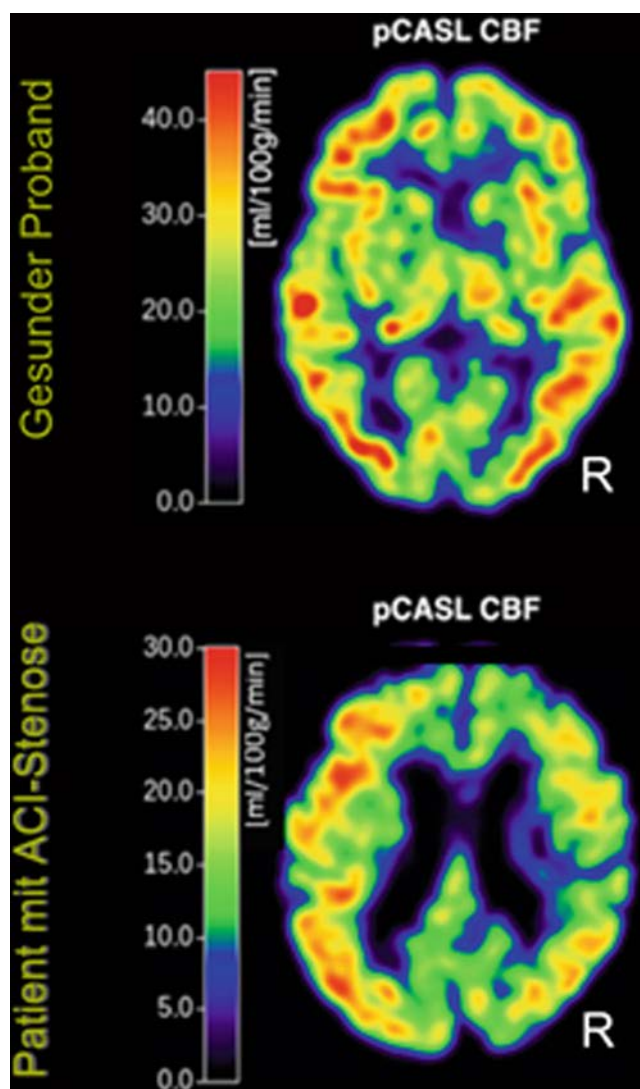 Gesunder Proband
pCASL CBF
40.0
30.0
20.0
10.0
0.0
[ml/100g/min]
R
Patient mit ACI-Stenose
pCASL CBF
30.0
25.0
20.0
15.0
10.0
5.0
0.0
[ml/100g/min]
R